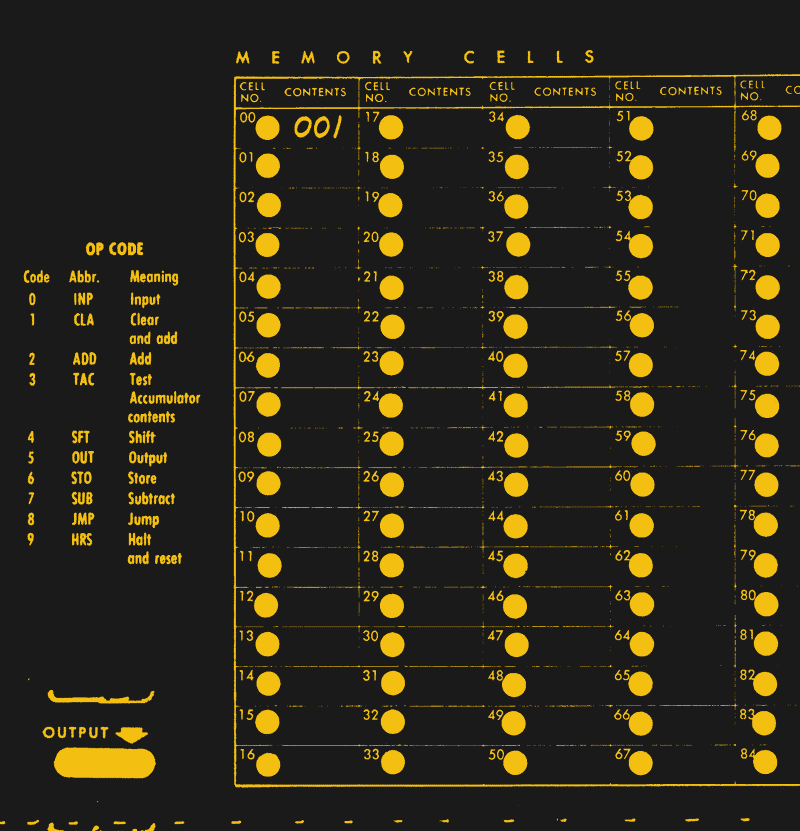 MEMORY CELLS
CELL NO. CONTENTS CELL NO. CONTENTS CELL NO. CONTENTS CELL NO. CONTENTS CELL NO. CO
00 001 17 34 51 68
01 18 35 52 69
02 19 36 53 70
03 20 37 54 71
04 21 38 55 72
05 22 39 56 73
06 23 40 57 74
07 24 41 58 75
08 25 42 59 76
09 26 43 60 77
10 27 44 61 78
11 28 45 62 79
12 29 46 63 80
13 30 47 64 81
14 31 48 65 82
15 32 49 66 83
16 33 50 67 84
OP CODE
Code Abbr. Meaning
0 INP Input
1 CLA Clear
and add
2 ADD Add
3 TAC Test
Accumulator
contents
4 SFT Shift
5 OUT Output
6 STO Store
7 SUB Subtract
8 JMP Jump
9 HRS Halt
and reset
OUTPUT